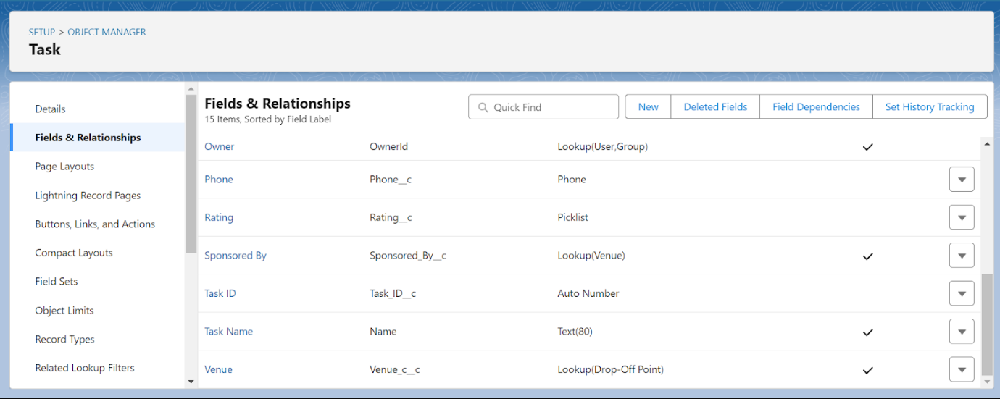 SETUP > OBJECT MANAGER
Task
Details
Fields & Relationships
Page Layouts
Lightning Record Pages
Buttons, Links, and Actions
Compact Layouts
Field Sets
Object Limits
Record Types
Related Lookup Filters
Fields & Relationships
15 Items, Sorted by Field Label
Quick Find
New
Deleted Fields
Field Dependencies
Set History Tracking
Owner OwnerId Lookup(User,Group)
Phone Phone__c Phone
Rating Rating__c Picklist
Sponsored By Sponsored_By__c Lookup(Venue)
Task ID Task_ID__c Auto Number
Task Name Name Text(80)
Venue Venue_c__c Lookup(Drop-Off Point)